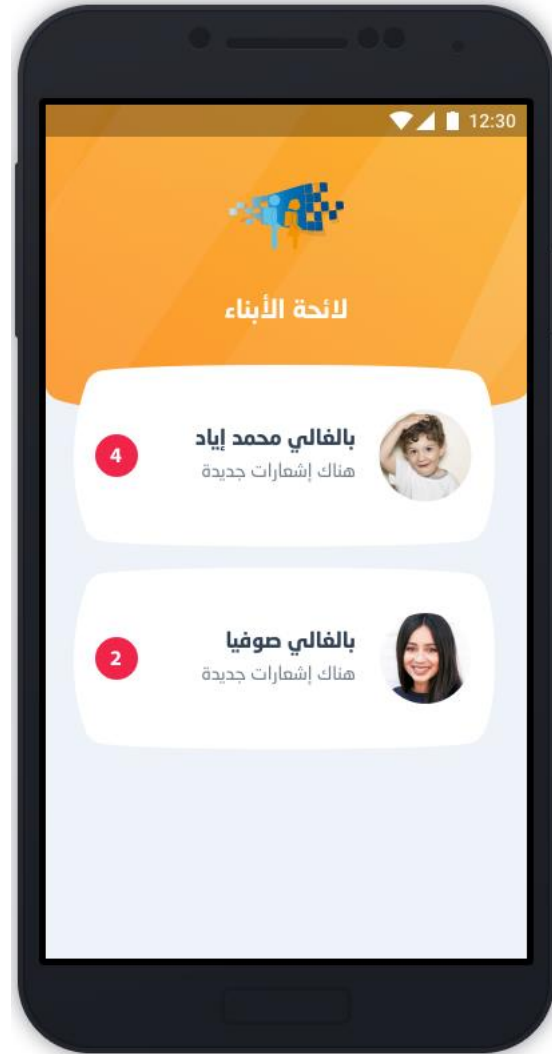 12:30
لائحة الأبناء
بالغالي محمد إياد
هناك إشعارات جديدة
4
بالغالي صوفيا
هناك إشعارات جديدة
2